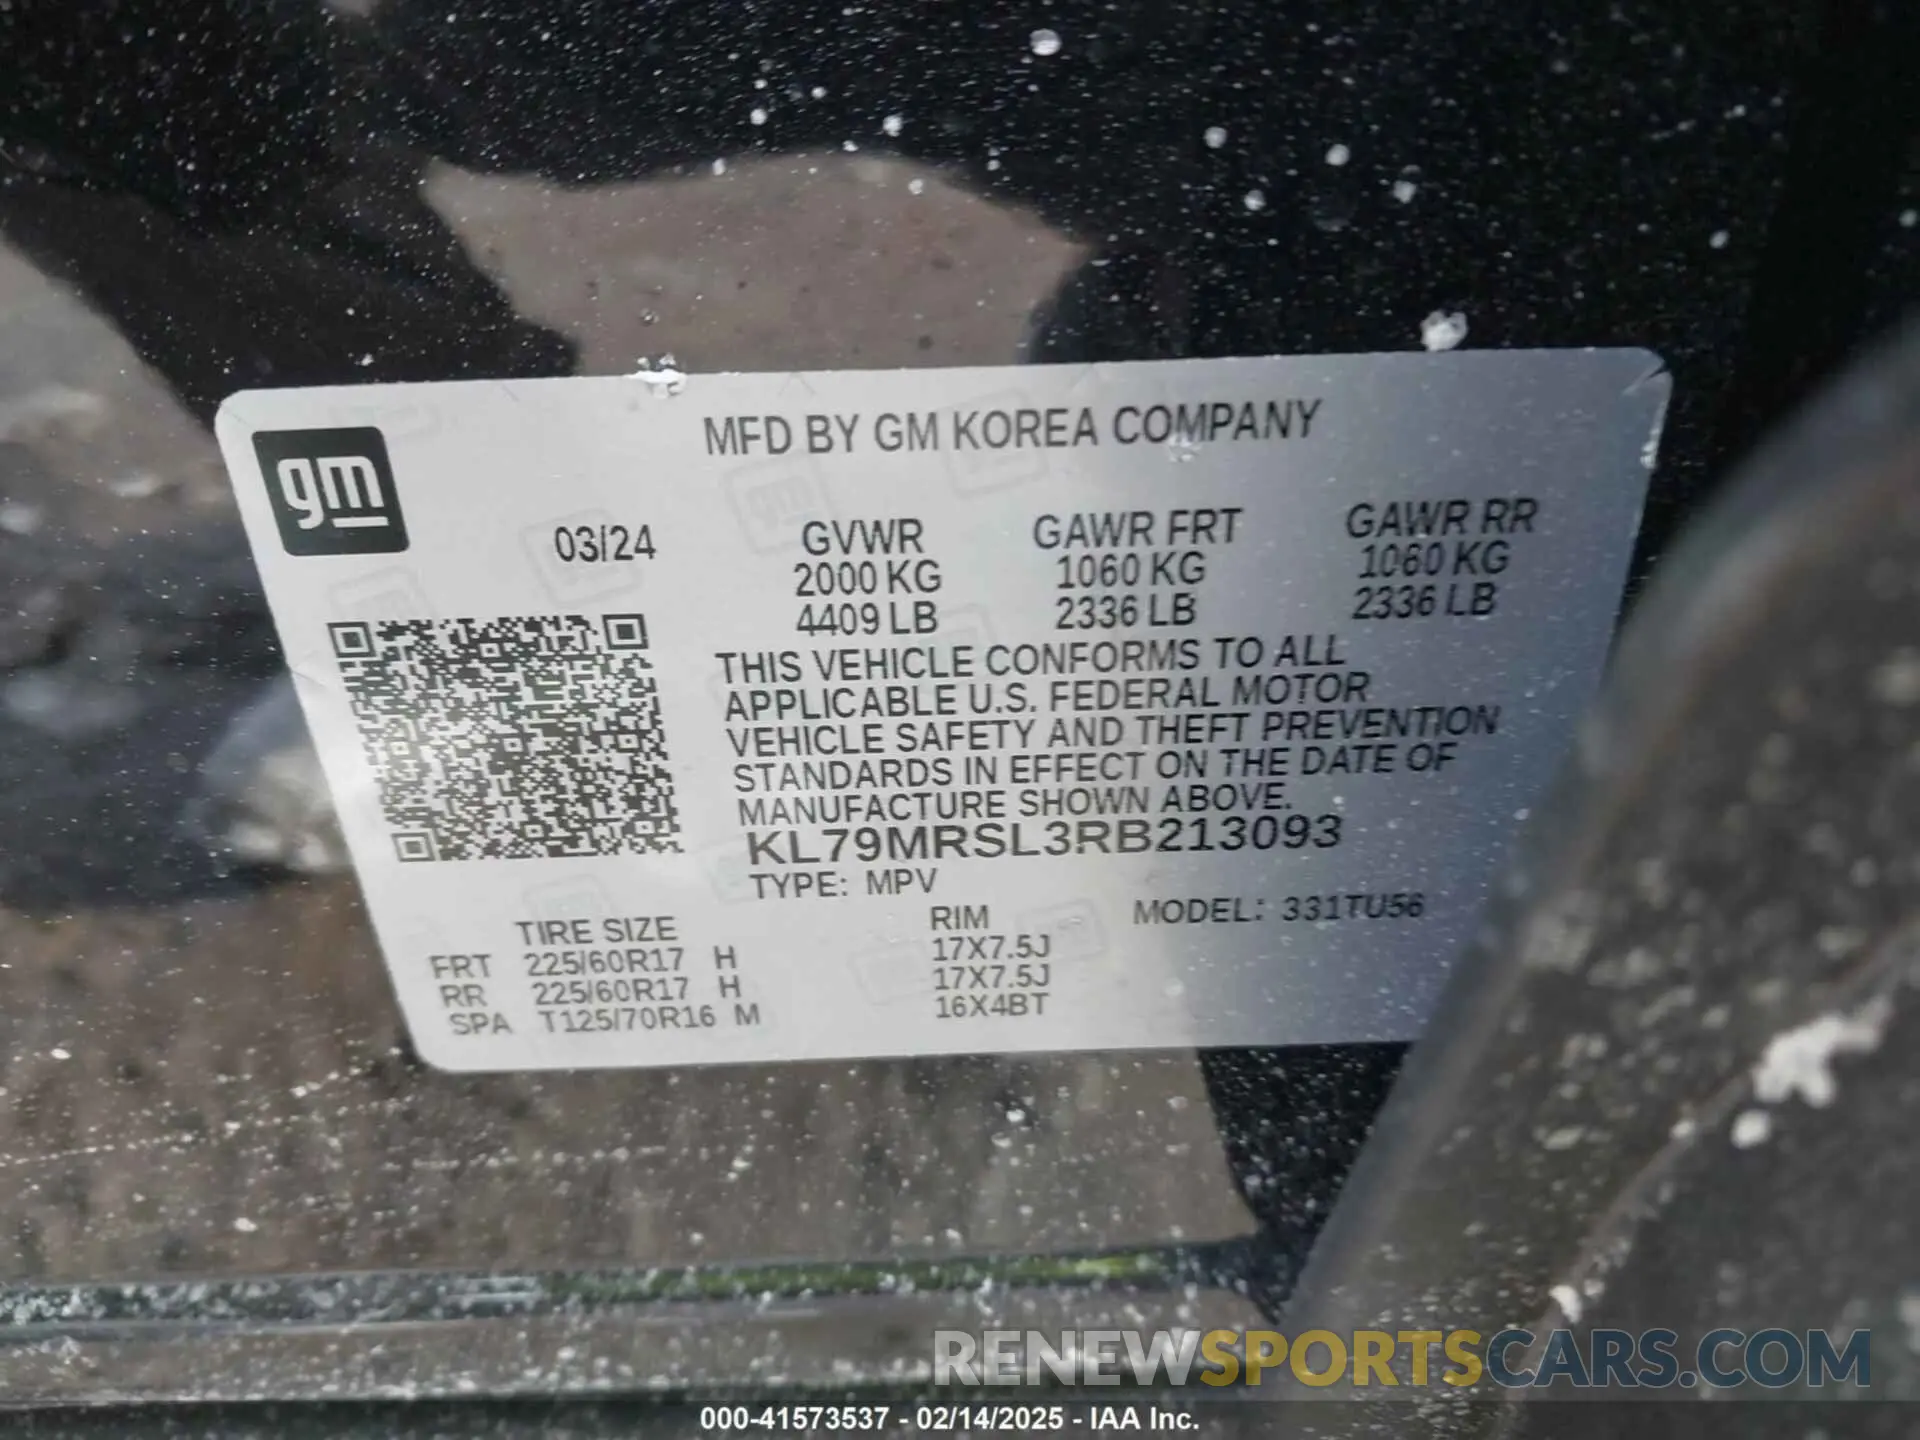 MFD BY GM KOREA COMPANY
gm
03/24
GVWR GAWR FRT GAWR RR
2000 KG 1060 KG 1060 KG
4409 LB 2336 LB 2336 LB
THIS VEHICLE CONFORMS TO ALL
APPLICABLE U.S. FEDERAL MOTOR
VEHICLE SAFETY AND THEFT PREVENTION
STANDARDS IN EFFECT ON THE DATE OF
MANUFACTURE SHOWN ABOVE.
KL79MRSL3RB213093
TYPE: MPV
MODEL: 331TU56
TIRE SIZE RIM
FRT 225/60R17 H 17X7.5J
RR 225/60R17 H 17X7.5J
SPA T125/70R16 M 16X4BT
RENEWSPORTSCARS.COM
000-41573537 - 02/14/2025 - IAA Inc.